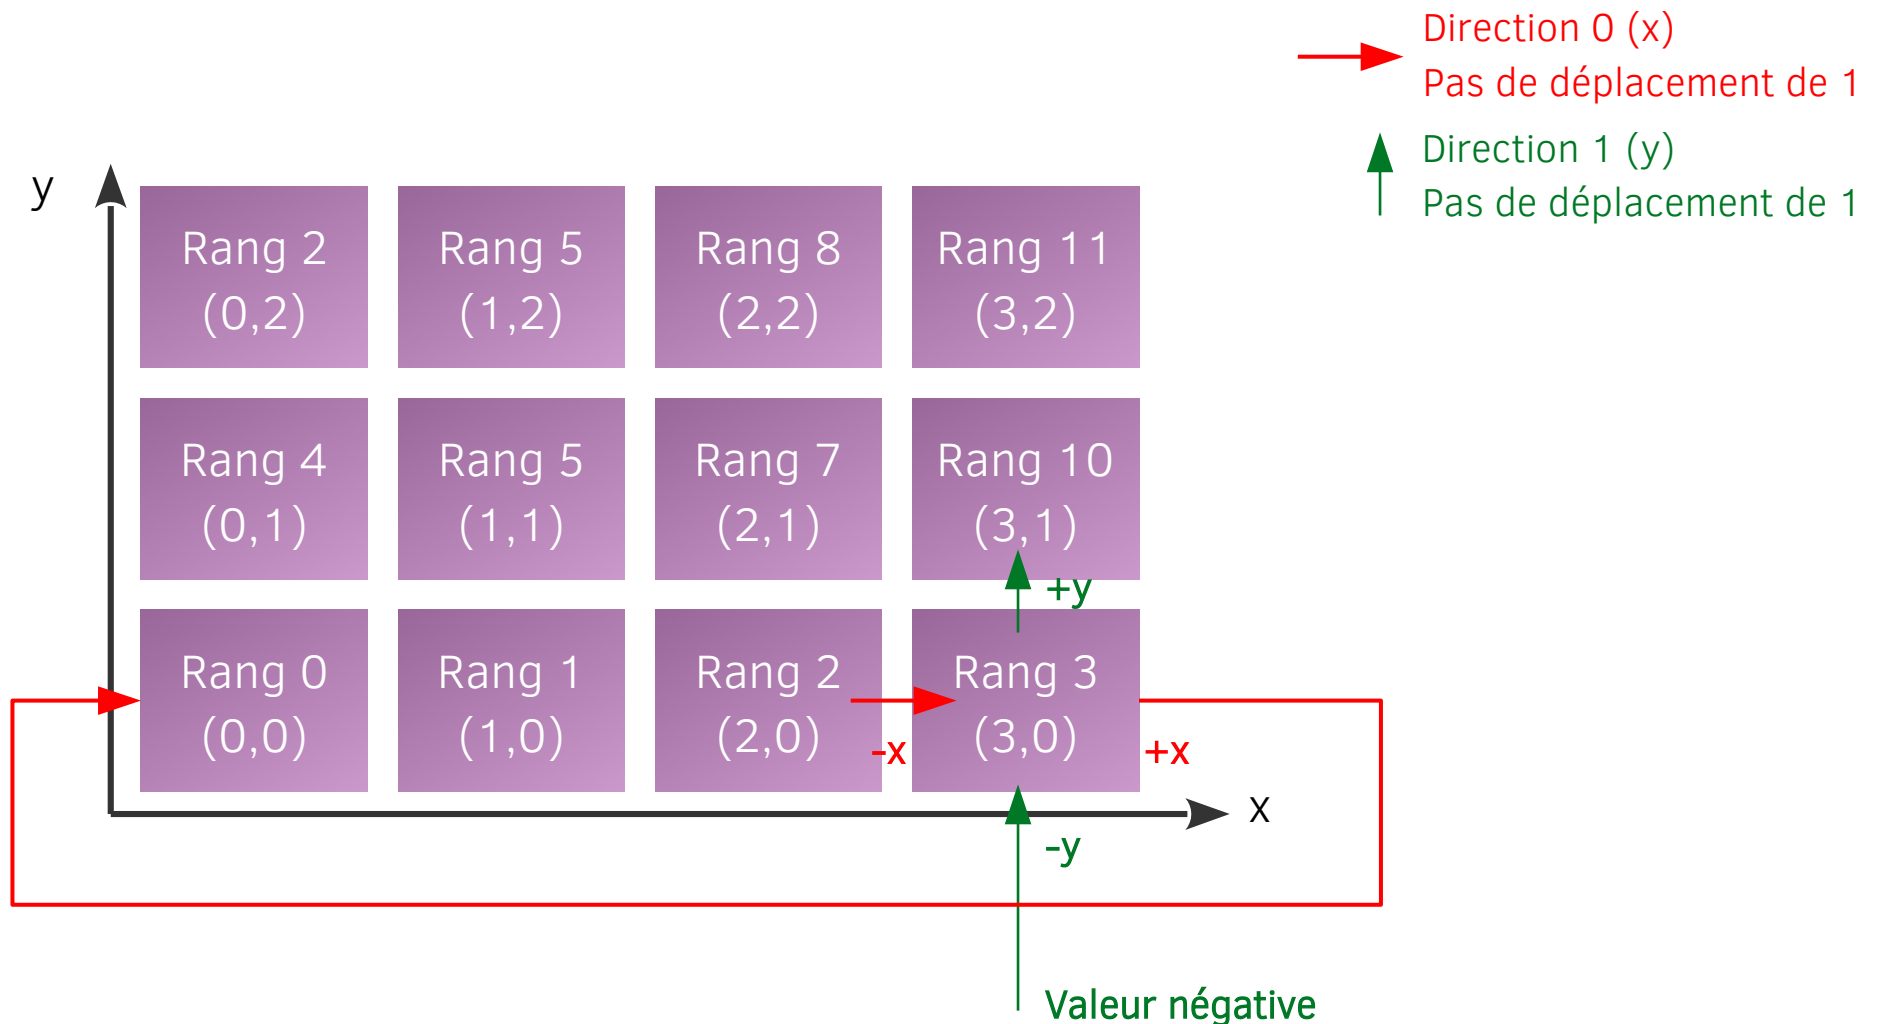 Direction 0 (x)
Pas de déplacement de 1
Direction 1 (y)
Pas de déplacement de 1
y
Rang 2
(0,2)
Rang 5
(1,2)
Rang 8
(2,2)
Rang 11
(3,2)
Rang 4
(0,1)
Rang 5
(1,1)
Rang 7
(2,1)
Rang 10
(3,1)
+y
Rang 0
(0,0)
Rang 1
(1,0)
Rang 2
(2,0)
Rang 3
(3,0)
-x
+x
x
-y
Valeur négative